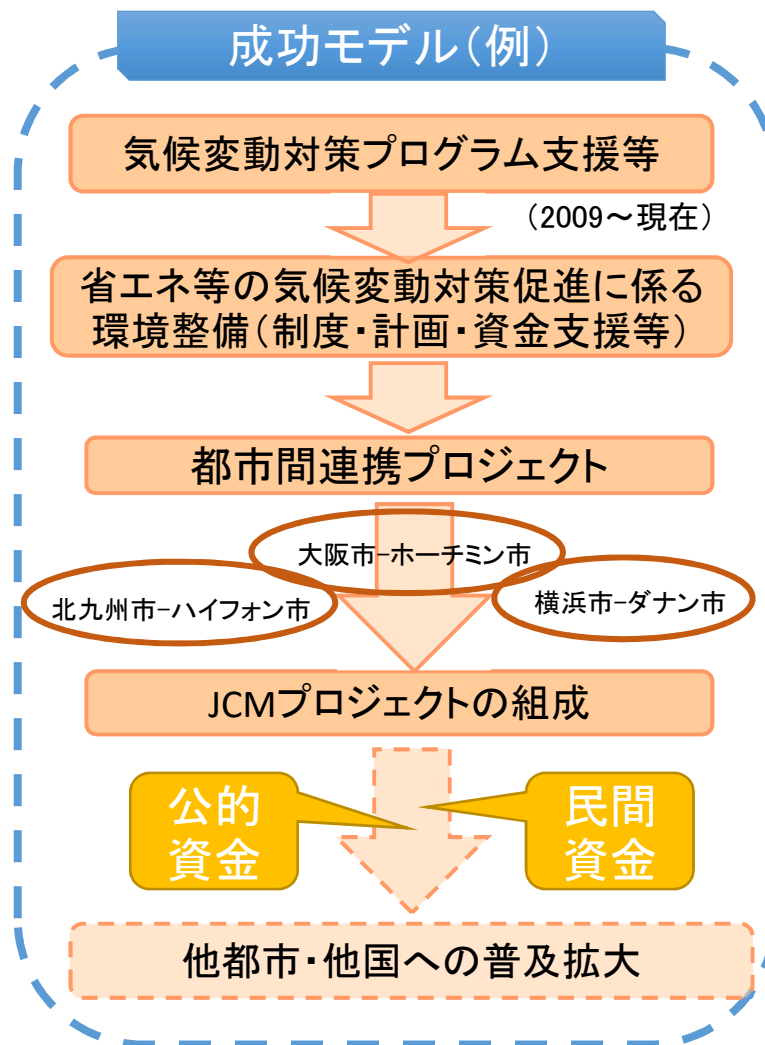 成功モデル（例）
気候変動対策プログラム支援等
（2009～現在）
省エネ等の気候変動対策促進に係る
環境整備（制度・計画・資金支援等）
都市間連携プロジェクト
大阪市-ホーチミン市
北九州市-ハイフォン市
横浜市-ダナン市
JCMプロジェクトの組成
公的
資金
民間
資金
他都市・他国への普及拡大